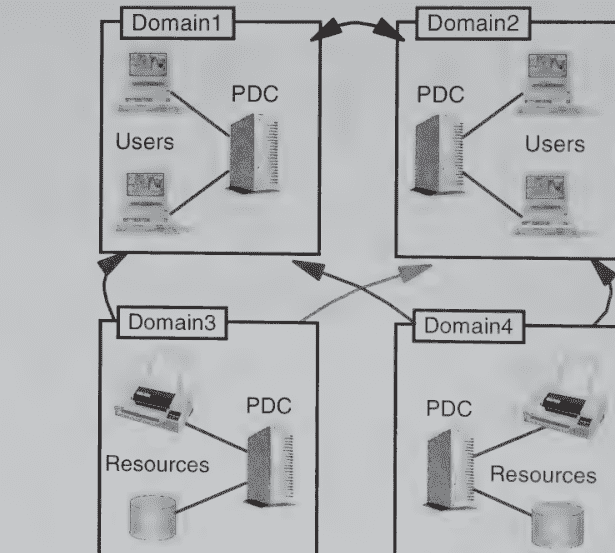 Domain1
PDC
Users
Domain2
PDC
Users
Domain3
PDC
Resources
Domain4
PDC
Resources